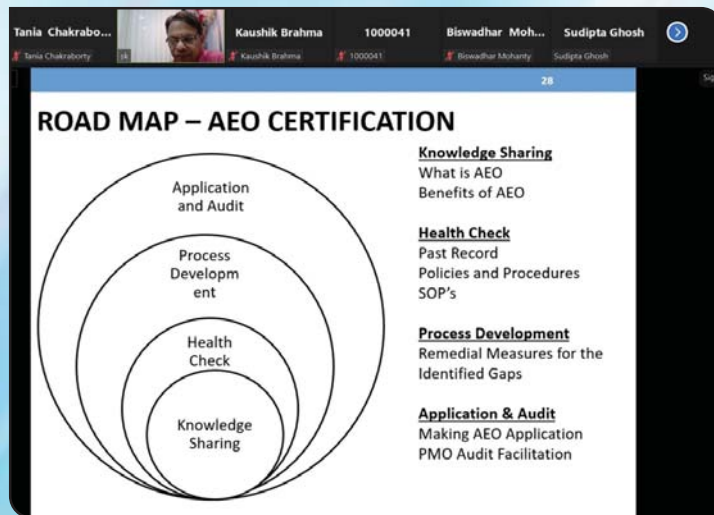 Tania Chakrabo...
Kaushik Brahma
1000041
Biswadhar Moh...
Sudipta Ghosh
Tania Chakraborty
jk
Kaushik Brahma
1000041
Biswadhar Mohanty
Sudipta Ghosh
28
Sig
ROAD MAP – AEO CERTIFICATION
Application
and Audit
Process
Developm
ent
Health
Check
Knowledge
Sharing
Knowledge Sharing
What is AEO
Benefits of AEO
Health Check
Past Record
Policies and Procedures
SOP's
Process Development
Remedial Measures for the
Identified Gaps
Application & Audit
Making AEO Application
PMO Audit Facilitation